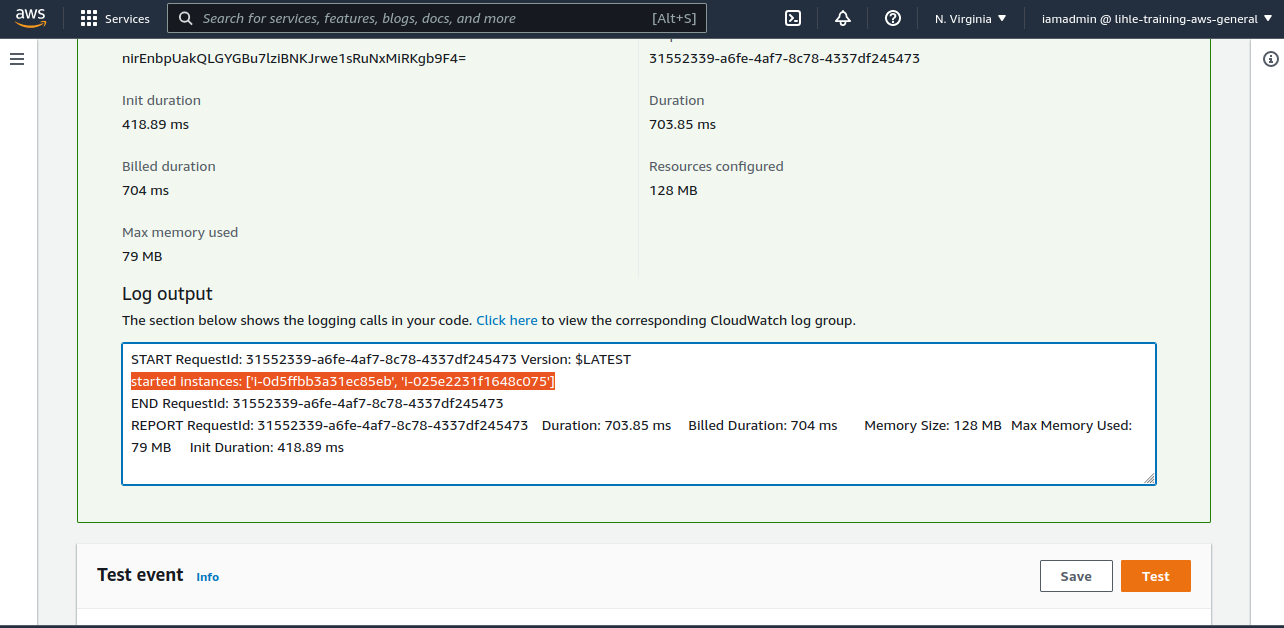 aws
Services
Search for services, features, blogs, docs, and more
[Alt+S]
N. Virginia ▼
iamadmin @ lihle-training-aws-general ▼
nIrEnbpUakQLGYGBu7lziBNKJrwe1sRuNxMiRKgb9F4=
31552339-a6fe-4af7-8c78-4337df245473
Init duration
Duration
418.89 ms
703.85 ms
Billed duration
Resources configured
704 ms
128 MB
Max memory used
79 MB
Log output
The section below shows the logging calls in your code. Click here to view the corresponding CloudWatch log group.
START RequestId: 31552339-a6fe-4af7-8c78-4337df245473 Version: $LATEST
started instances: ['i-0d5ffbb3a31ec85eb', 'i-025e2231f1648c075']
END RequestId: 31552339-a6fe-4af7-8c78-4337df245473
REPORT RequestId: 31552339-a6fe-4af7-8c78-4337df245473 Duration: 703.85 ms Billed Duration: 704 ms Memory Size: 128 MB Max Memory Used:
79 MB Init Duration: 418.89 ms
Test event Info
Save
Test